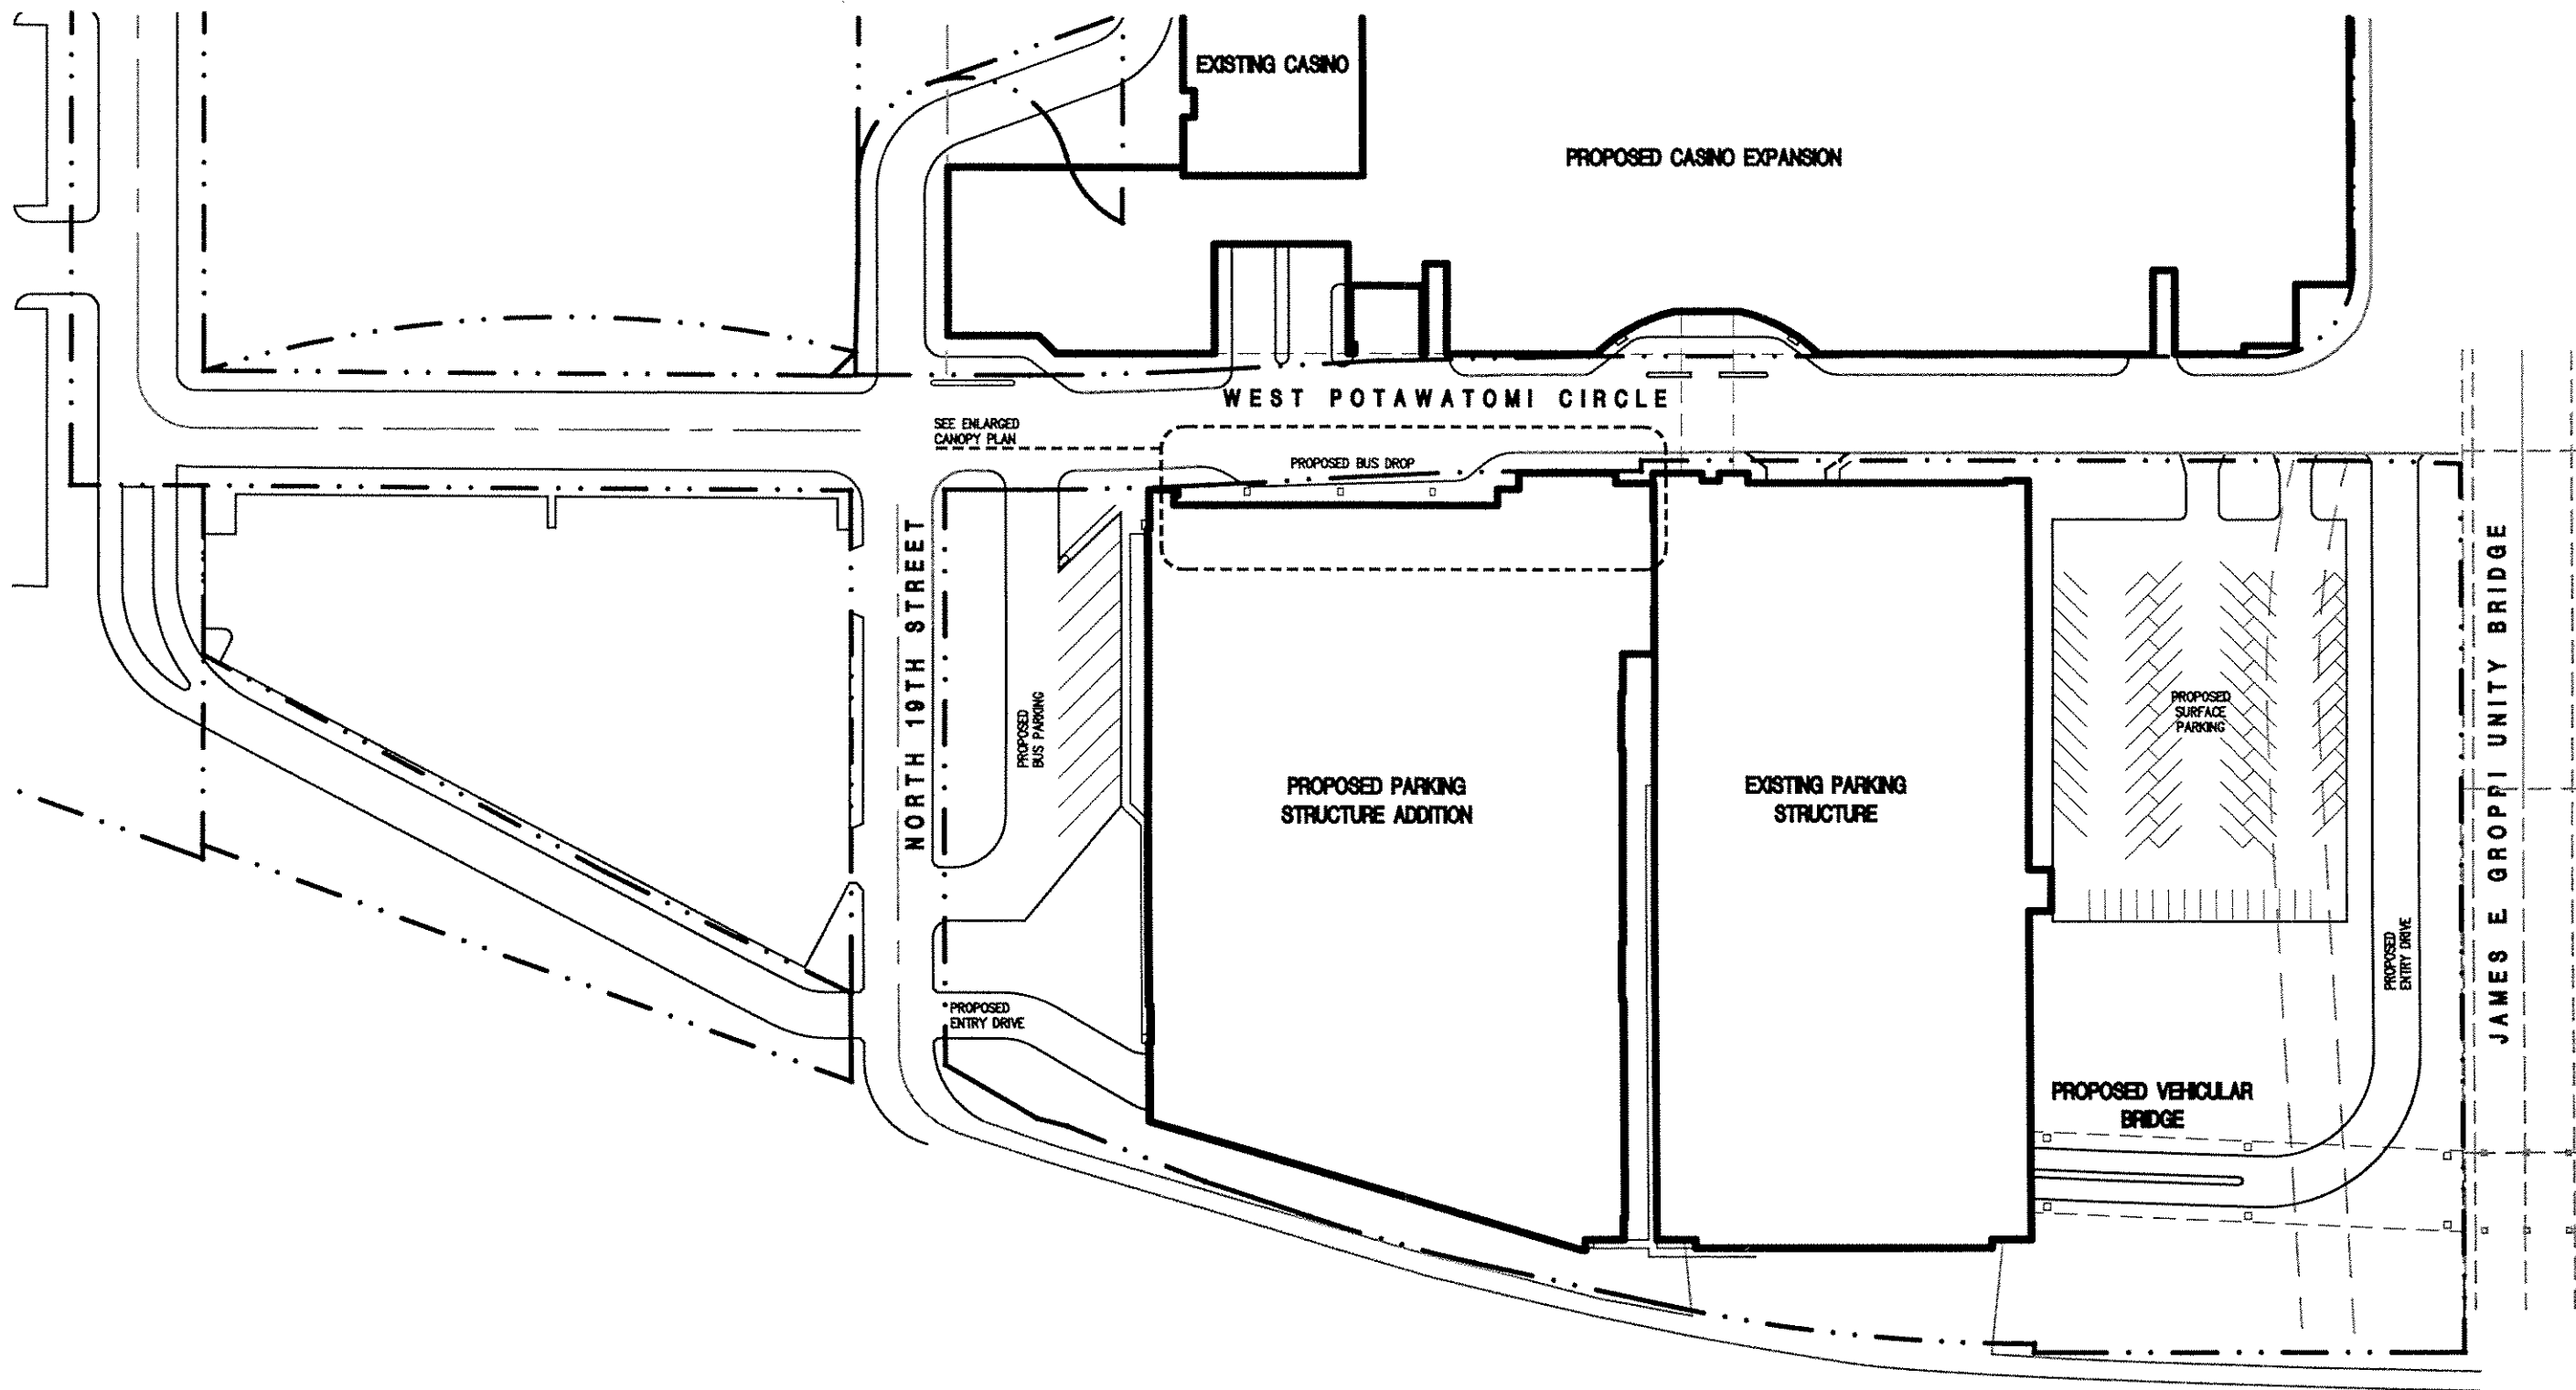 EXISTING CASINO
PROPOSED CASINO EXPANSION
WEST POTAWATOMI CIRCLE
SEE ENLARGED
CANOPY PLAN
PROPOSED BUS DROP
NORTH 19TH STREET
PROPOSED
BUS PARKING
PROPOSED PARKING
STRUCTURE ADDITION
EXISTING PARKING
STRUCTURE
PROPOSED
SURFACE
PARKING
JAMES E GROPPI UNITY BRIDGE
PROPOSED
ENTRY DRIVE
PROPOSED
ENTRY DRIVE
PROPOSED VEHICULAR
BRIDGE